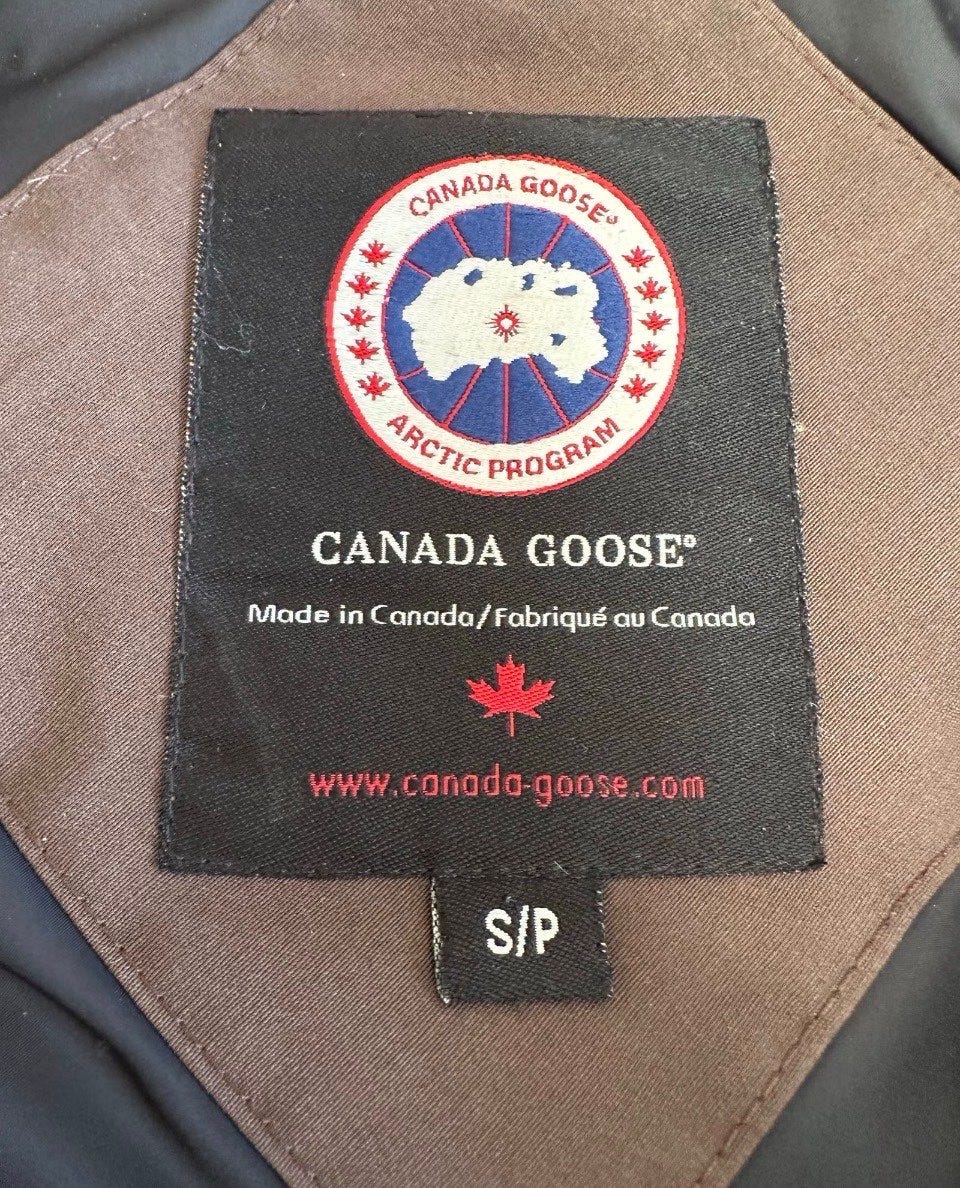 CANADA GOOSE®
ARCTIC PROGRAM
CANADA GOOSE®
Made in Canada/Fabriqué au Canada
www.canada-goose.com
S/P